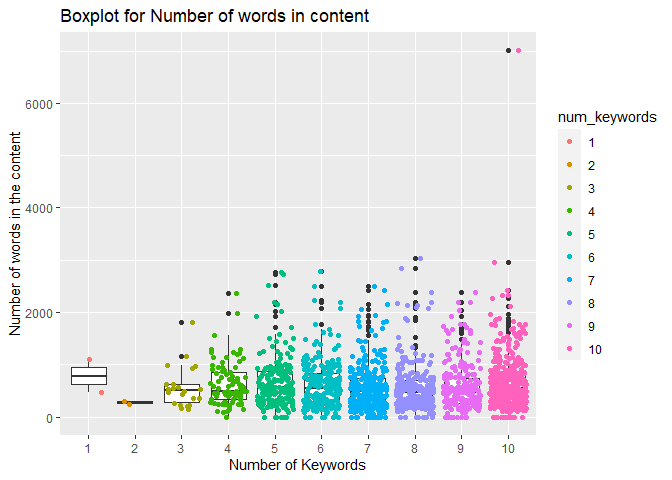 Boxplot for Number of words in content
6000
4000
2000
0
Number of words in the content
1 2 3 4 5 6 7 8 9 10
Number of Keywords
num_keywords
1
2
3
4
5
6
7
8
9
10